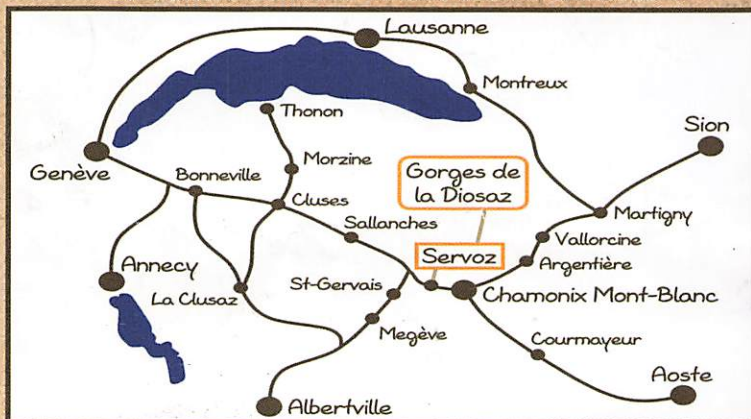 Lausanne
Montreux
Thonon
Sion
Genève
Bonneville
Morzine
Gorges de
la Diosaz
Cluses
Sallanches
Martigny
Vallorcine
Servoz
Argentière
Annecy
La Clusaz
St-Gervais
Chamonix Mont-Blanc
Megève
Courmayeur
Aoste
Albertville